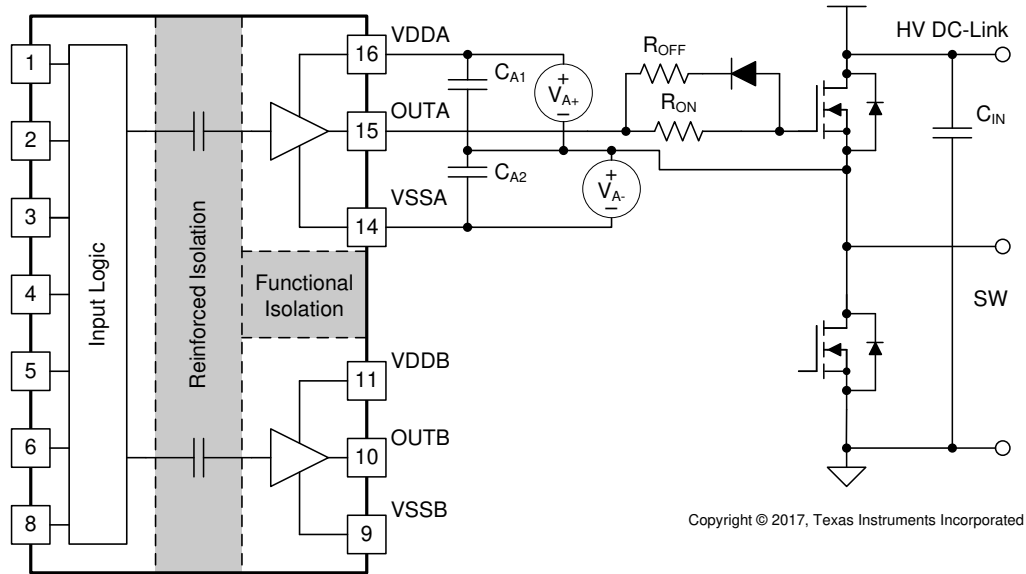 1
2
3
4
5
6
8
Input Logic
Reinforced Isolation
Functional
Isolation
16
15
14
11
10
9
VDDA
OUTA
VSSA
VDDB
OUTB
VSSB
CA1
CA2
+
VA+
–
+
VA-
–
ROFF
RON
HV DC-Link
CIN
SW
Copyright © 2017, Texas Instruments Incorporated